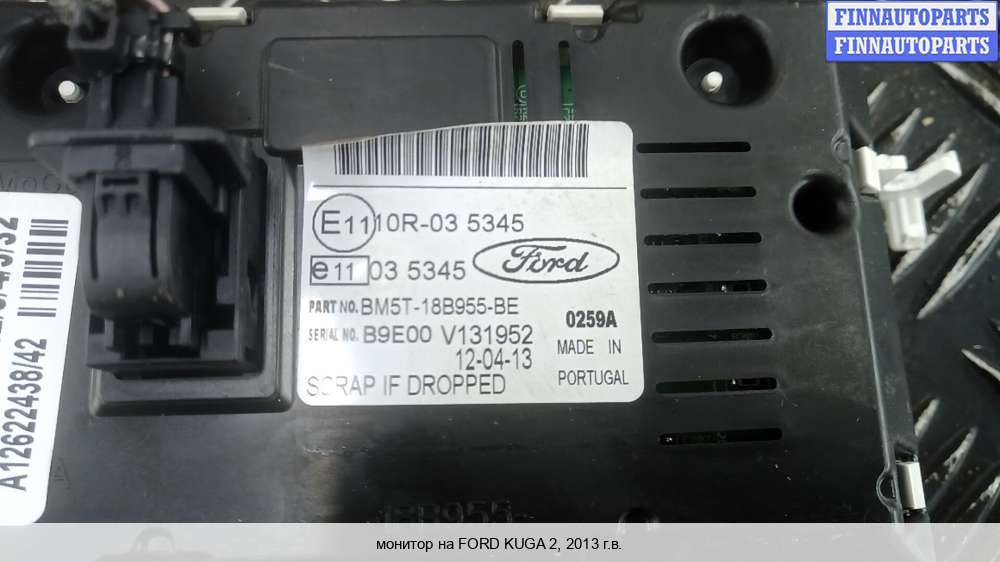 FINNAUTOPARTS
FINNAUTOPARTS
E11 10R-03 5345
e11 03 5345 Ford
PART NO. BM5T-18B955-BE
SERIAL NO. B9E00 V131952 0259A
12-04-13 MADE IN
SCRAP IF DROPPED PORTUGAL
A12622438/42
18B955
монитор на FORD KUGA 2, 2013 г.в.